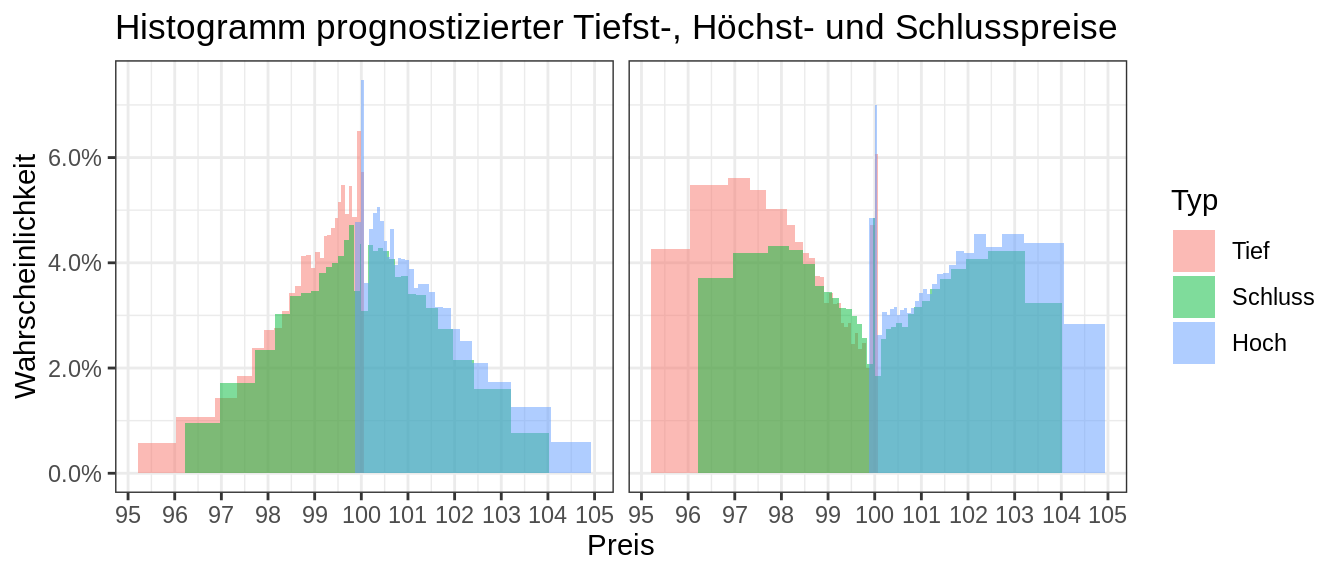 Histogramm prognostizierter Tiefst-, Höchst- und Schlusspreise
Wahrscheinlichkeit
6.0%
4.0%
2.0%
0.0%
95 96 97 98 99 100 101 102 103 104 105
95 96 97 98 99 100 101 102 103 104 105
Preis
Typ
Tief
Schluss
Hoch